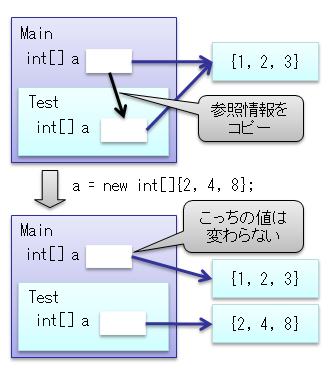 Main
int[] a
{1, 2, 3}
Test
int[] a
参照情報を
コピー
a = new int[]{2, 4, 8};
こっちの値は
変わらない
Main
int[] a
{1, 2, 3}
Test
int[] a
{2, 4, 8}